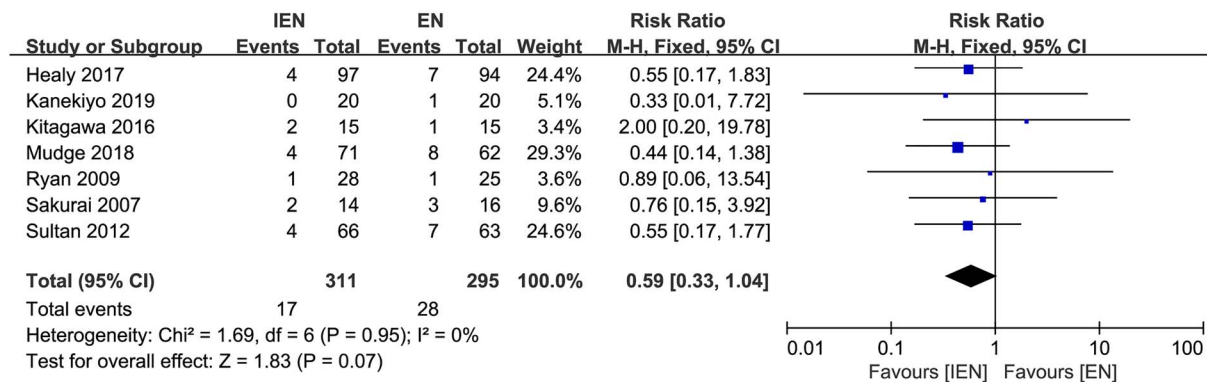 IEN EN Risk Ratio Risk Ratio
Study or Subgroup Events Total Events Total Weight M-H, Fixed, 95% CI M-H, Fixed, 95% CI
Healy 2017 4 97 7 94 24.4% 0.55 [0.17, 1.83]
Kanekiyo 2019 0 20 1 20 5.1% 0.33 [0.01, 7.72]
Kitagawa 2016 2 15 1 15 3.4% 2.00 [0.20, 19.78]
Mudge 2018 4 71 8 62 29.3% 0.44 [0.14, 1.38]
Ryan 2009 1 28 1 25 3.6% 0.89 [0.06, 13.54]
Sakurai 2007 2 14 3 16 9.6% 0.76 [0.15, 3.92]
Sultan 2012 4 66 7 63 24.6% 0.55 [0.17, 1.77]
Total (95% CI) 311 295 100.0% 0.59 [0.33, 1.04]
Total events 17 28
Heterogeneity: Chi² = 1.69, df = 6 (P = 0.95); I² = 0%
Test for overall effect: Z = 1.83 (P = 0.07)
0.01 0.1 1 10 100
Favours [IEN] Favours [EN]